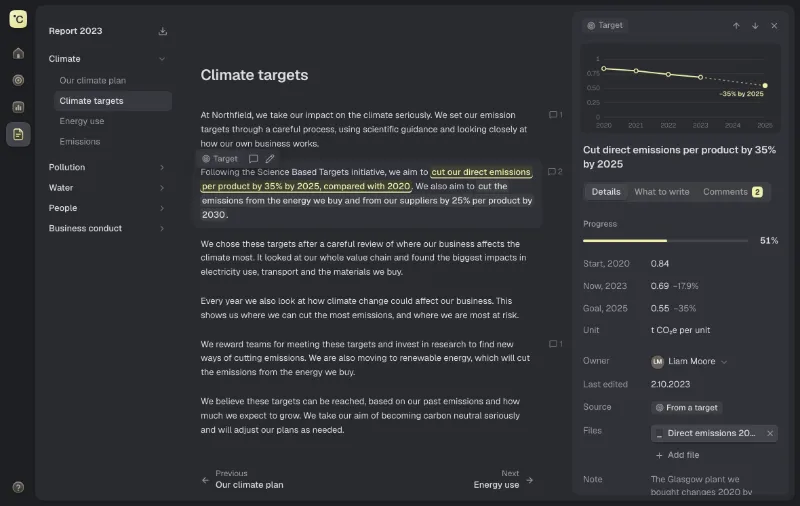 °C
Report 2023
Climate
Our climate plan
Climate targets
Energy use
Emissions
Pollution
Water
People
Business conduct
?
Climate targets
At Northfield, we take our impact on the climate seriously. We set our emission
targets through a careful process, using scientific guidance and looking closely at
how our own business works.
1
Target
Following the Science Based Targets initiative, we aim to cut our direct emissions
per product by 35% by 2025, compared with 2020. We also aim to cut the
emissions from the energy we buy and from our suppliers by 25% per product by
2030.
2
We chose these targets after a careful review of where our business affects the
climate most. It looked at our whole value chain and found the biggest impacts in
electricity use, transport and the materials we buy.
Every year we also look at how climate change could affect our business. This
shows us where we can cut the most emissions, and where we are most at risk.
We reward teams for meeting these targets and invest in research to find new
ways of cutting emissions. We are also moving to renewable energy, which will cut
the emissions from the energy we buy.
1
We believe these targets can be reached, based on our past emissions and how
much we expect to grow. We take our aim of becoming carbon neutral seriously
and will adjust our plans as needed.
Previous
Our climate plan
Next
Energy use
Target
1
0.75
0.50
0.25
0
−35% by 2025
2020 2021 2022 2023 2025
Cut direct emissions per product by 35%
by 2025
Details What to write Comments 2
Progress
51%
Start, 2020 0.84
Now, 2023 0.69 −17.9%
Goal, 2025 0.55 −35%
Unit t CO₂e per unit
Owner LM Liam Moore
Last edited 2.10.2023
Source From a target
Files Direct emissions 20...
Add file
Note The Glasgow plant we
bought changes 2020 by